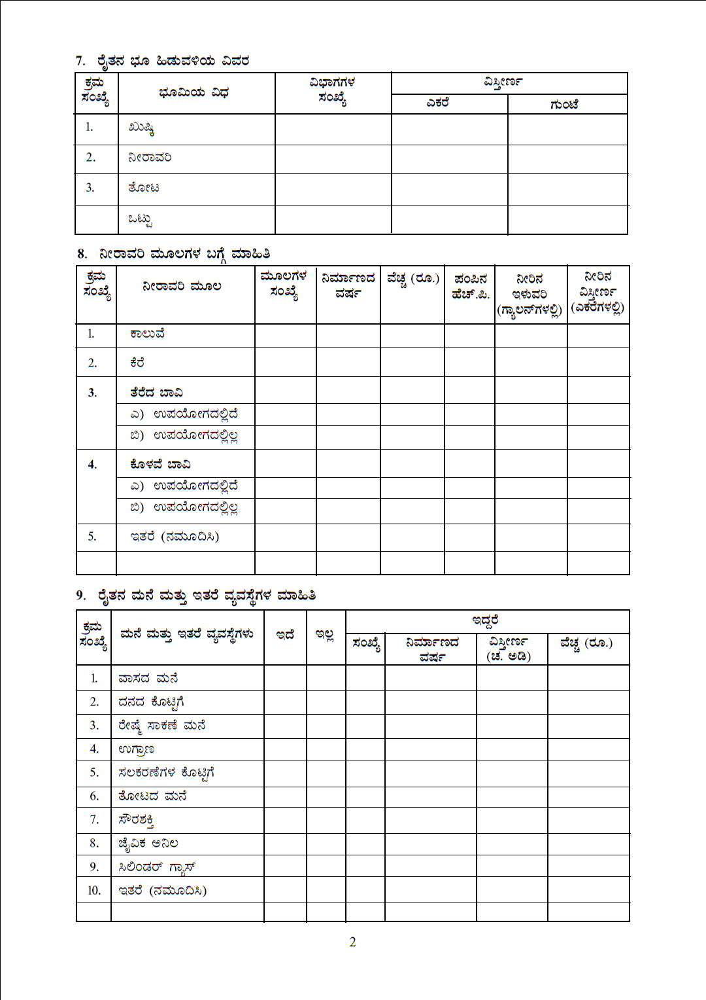 7. ರೈತನ ಭೂ ಹಿಡುವಳಿಯ ವಿವರ
ಕ್ರಮ ಸಂಖ್ಯೆ ಭೂಮಿಯ ವಿಧ ವಿಭಾಗಗಳ ಸಂಖ್ಯೆ ವಿಸ್ತೀರ್ಣ
ಎಕರೆ ಗುಂಟೆ
1. ಖುಷ್ಕಿ
2. ನೀರಾವರಿ
3. ತೋಟ
ಒಟ್ಟು
8. ನೀರಾವರಿ ಮೂಲಗಳ ಬಗ್ಗೆ ಮಾಹಿತಿ
ಕ್ರಮ ಸಂಖ್ಯೆ ನೀರಾವರಿ ಮೂಲ ಮೂಲಗಳ ಸಂಖ್ಯೆ ನಿರ್ಮಾಣದ ವರ್ಷ ವೆಚ್ಚ (ರೂ.) ಪಂಪಿನ ಹೆಚ್.ಪಿ. ನೀರಿನ ಇಳುವರಿ (ಗ್ಯಾಲನ್‌ಗಳಲ್ಲಿ) ನೀರಿನ ವಿಸ್ತೀರ್ಣ (ಎಕರೆಗಳಲ್ಲಿ)
1. ಕಾಲುವೆ
2. ಕೆರೆ
3. ತೆರೆದ ಬಾವಿ
ಎ) ಉಪಯೋಗದಲ್ಲಿದೆ
ಬಿ) ಉಪಯೋಗದಲ್ಲಿಲ್ಲ
4. ಕೊಳವೆ ಬಾವಿ
ಎ) ಉಪಯೋಗದಲ್ಲಿದೆ
ಬಿ) ಉಪಯೋಗದಲ್ಲಿಲ್ಲ
5. ಇತರೆ (ನಮೂದಿಸಿ)
9. ರೈತನ ಮನೆ ಮತ್ತು ಇತರೆ ವ್ಯವಸ್ಥೆಗಳ ಮಾಹಿತಿ
ಕ್ರಮ ಸಂಖ್ಯೆ ಮನೆ ಮತ್ತು ಇತರೆ ವ್ಯವಸ್ಥೆಗಳು ಇದೆ ಇಲ್ಲ ಇದ್ದರೆ
ಸಂಖ್ಯೆ ನಿರ್ಮಾಣದ ವರ್ಷ ವಿಸ್ತೀರ್ಣ (ಚ. ಅಡಿ) ವೆಚ್ಚ (ರೂ.)
1. ವಾಸದ ಮನೆ
2. ದನದ ಕೊಟ್ಟಿಗೆ
3. ರೇಷ್ಮೆ ಸಾಕಣೆ ಮನೆ
4. ಉಗ್ರಾಣ
5. ಸಲಕರಣೆಗಳ ಕೊಟ್ಟಿಗೆ
6. ತೋಟದ ಮನೆ
7. ಸೌರಶಕ್ತಿ
8. ಜೈವಿಕ ಅನಿಲ
9. ಸಿಲಿಂಡರ್ ಗ್ಯಾಸ್
10. ಇತರೆ (ನಮೂದಿಸಿ)
2